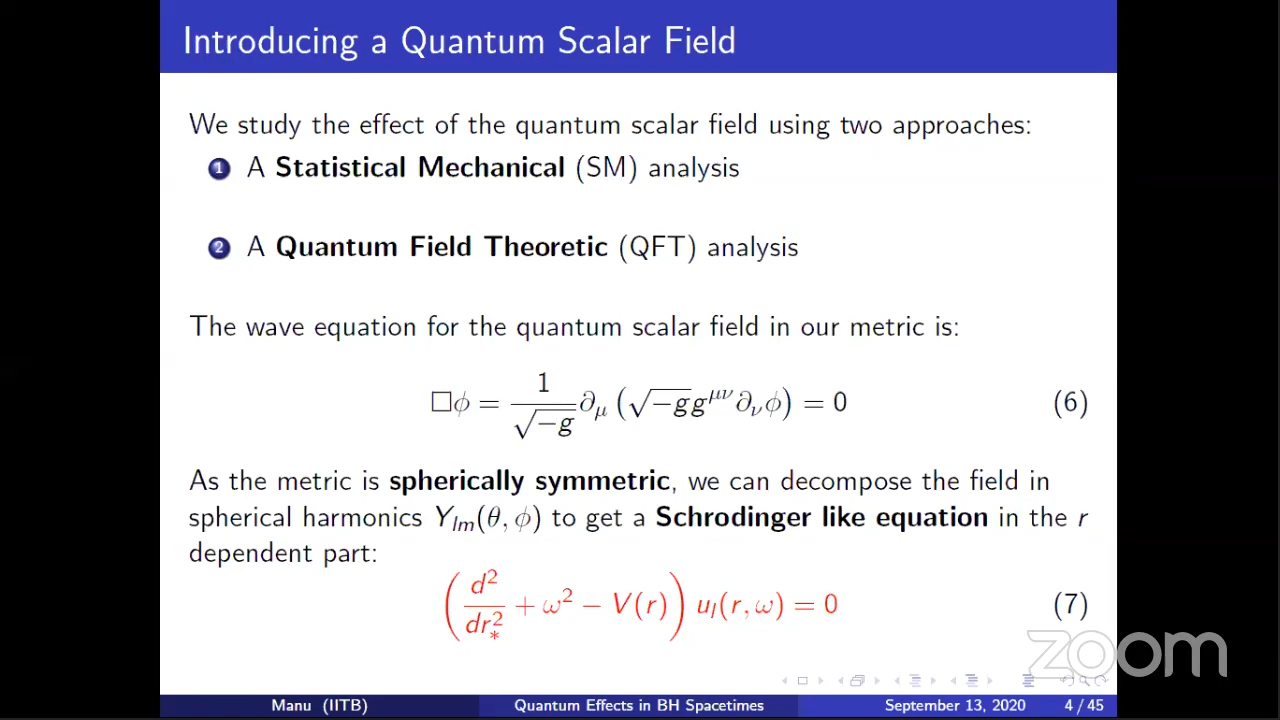 Introducing a Quantum Scalar Field
We study the effect of the quantum scalar field using two approaches:
1 A Statistical Mechanical (SM) analysis
2 A Quantum Field Theoretic (QFT) analysis
The wave equation for the quantum scalar field in our metric is:
□ϕ = 1/√−g ∂_μ (√−g g^{μν} ∂_ν ϕ) = 0 (6)
As the metric is spherically symmetric, we can decompose the field in
spherical harmonics Y_{lm}(θ, ϕ) to get a Schrodinger like equation in the r
dependent part:
(d²/dr_*² + ω² − V(r)) u_l(r, ω) = 0 (7)
zoom
Manu (IITB) Quantum Effects in BH Spacetimes September 13, 2020 4 / 45